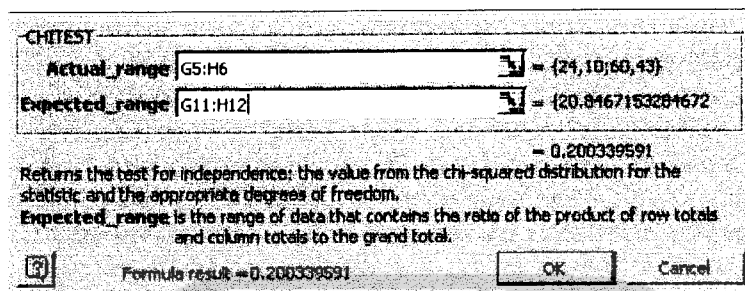 CHITEST
Actual_range G5:H6 = {24,10;60,43}
Expected_range G11:H12 = {20.8467153284672
= 0.200339591
Returns the test for independence: the value from the chi-squared distribution for the
statistic and the appropriate degrees of freedom.
Expected_range is the range of data that contains the ratio of the product of row totals
and column totals to the grand total.
? Formula result =0.200339591 OK Cancel